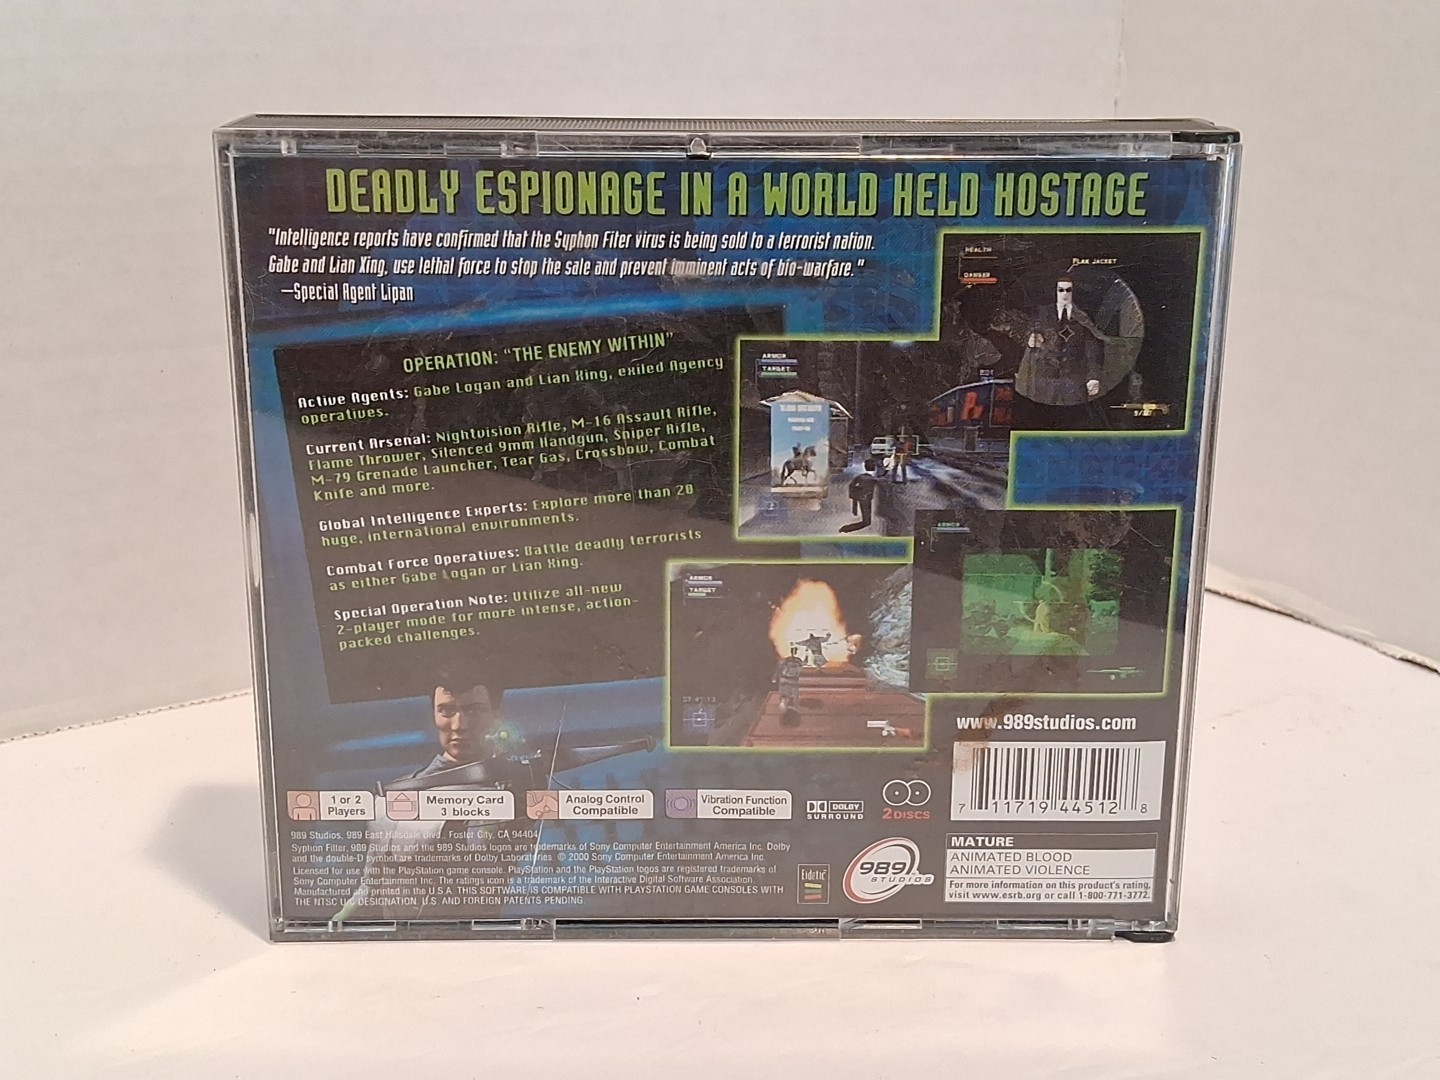 DEADLY ESPIONAGE IN A WORLD HELD HOSTAGE
"Intelligence reports have confirmed that the Syphon Fiter virus is being sold to a terrorist nation.
Gabe and Lian Xing, use lethal force to stop the sale and prevent imminent acts of bio-warfare."
—Special Agent Lipan
OPERATION: "THE ENEMY WITHIN"
Active Agents: Gabe Logan and Lian Xing, exiled Agency
operatives.
Current Arsenal: Nightvision Rifle, M-16 Assault Rifle,
Flame Thrower, Silenced 9mm Handgun, Sniper Rifle,
M-79 Grenade Launcher, Tear Gas, Crossbow, Combat
Knife and more.
Global Intelligence Experts: Explore more than 20
huge, international environments.
Combat Force Operatives: Battle deadly terrorists
as either Gabe Logan or Lian Xing.
Special Operation Note: Utilize all-new
2-player mode for more intense, action-
packed challenges.
HEALTH
DANGER
FLAK JACKET
ARMOR
TARGET
ARMOR
ARMOR
TARGET
www.989studios.com
7 11719 44512 8
1 or 2
Players
Memory Card
3 blocks
Analog Control
Compatible
Vibration Function
Compatible
DOLBY
SURROUND
2 DISCS
989 Studios, 989 East Hillsdale Blvd., Foster City, CA 94404
Syphon Filter, 989 Studios and the 989 Studios logos are trademarks of Sony Computer Entertainment America Inc. Dolby
and the double-D symbol are trademarks of Dolby Laboratories. © 2000 Sony Computer Entertainment America Inc.
Licensed for use with the PlayStation game console. PlayStation and the PlayStation logos are registered trademarks of
Sony Computer Entertainment Inc. The ratings icon is a trademark of the Interactive Digital Software Association.
Manufactured and printed in the U.S.A. THIS SOFTWARE IS COMPATIBLE WITH PLAYSTATION GAME CONSOLES WITH
THE NTSC U/C DESIGNATION. U.S. AND FOREIGN PATENTS PENDING.
Eidetic
989
STUDIOS
MATURE
ANIMATED BLOOD
ANIMATED VIOLENCE
For more information on this product's rating,
visit www.esrb.org or call 1-800-771-3772.